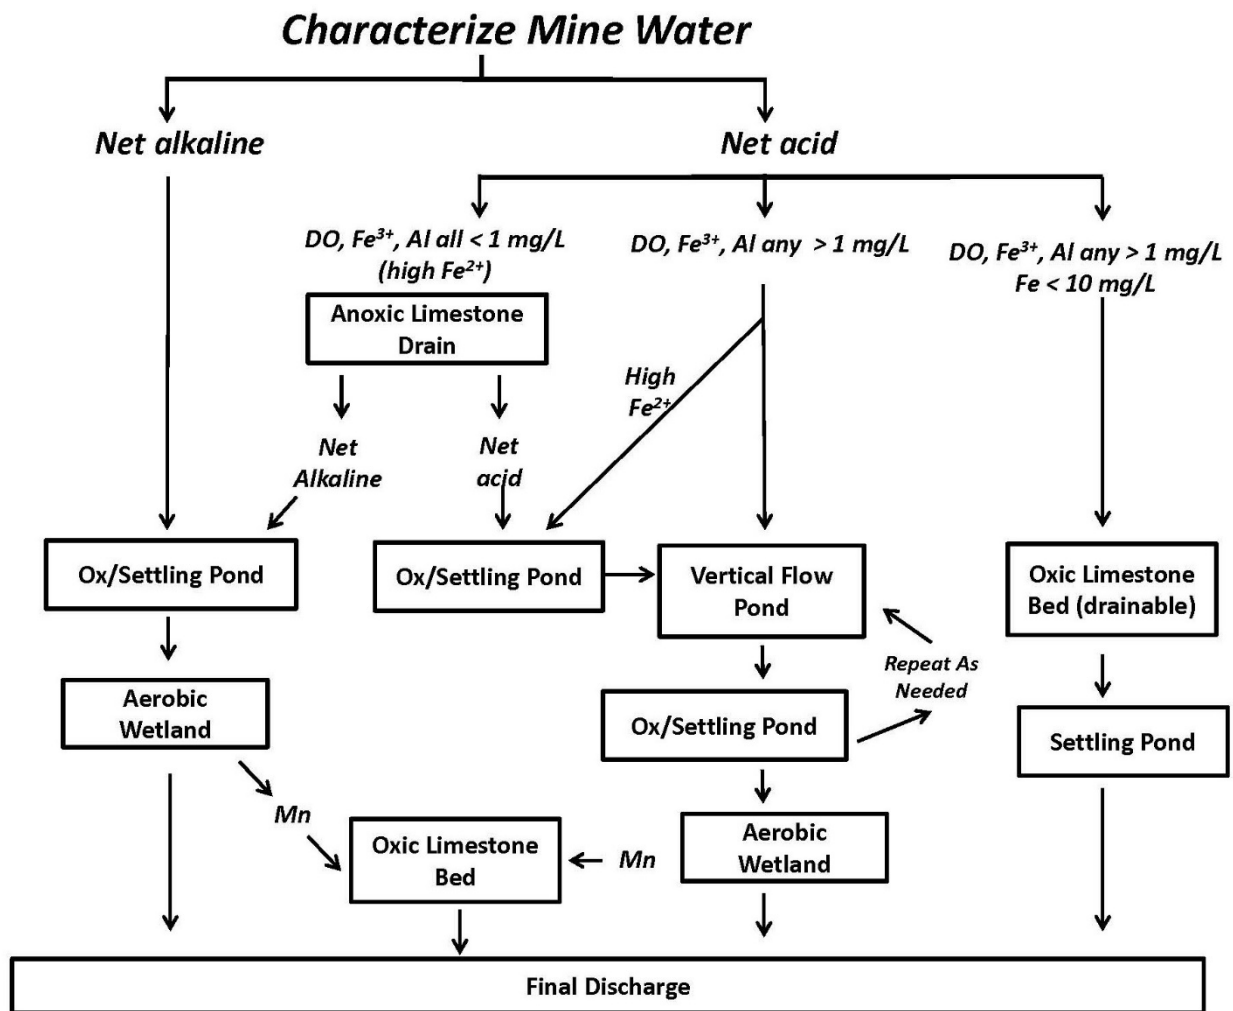 Characterize Mine Water
Net alkaline
Net acid
DO, Fe³⁺, Al all < 1 mg/L
(high Fe²⁺)
DO, Fe³⁺, Al any > 1 mg/L
DO, Fe³⁺, Al any > 1 mg/L
Fe < 10 mg/L
Anoxic Limestone
Drain
High
Fe²⁺
Net
Alkaline
Net
acid
Ox/Settling Pond
Ox/Settling Pond
Vertical Flow
Pond
Oxic Limestone
Bed (drainable)
Repeat As
Needed
Aerobic
Wetland
Ox/Settling Pond
Settling Pond
Mn
Oxic Limestone
Bed
Mn
Aerobic
Wetland
Final Discharge